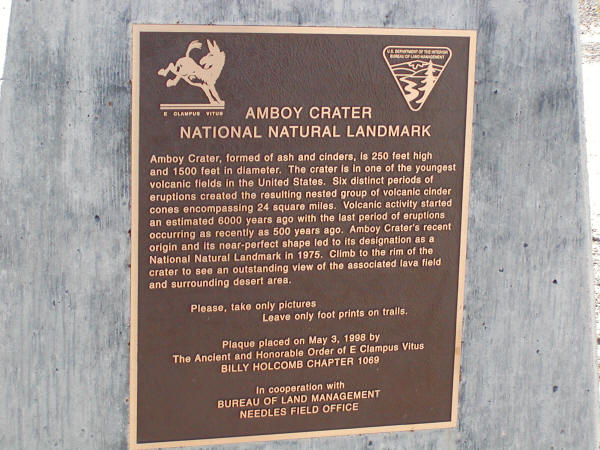 E CLAMPUS VITUS
U.S. DEPARTMENT OF THE INTERIOR
BUREAU OF LAND MANAGEMENT
AMBOY CRATER
NATIONAL NATURAL LANDMARK
Amboy Crater, formed of ash and cinders, is 250 feet high
and 1500 feet in diameter. The crater is in one of the youngest
volcanic fields in the United States. Six distinct periods of
eruptions created the resulting nested group of volcanic cinder
cones encompassing 24 square miles. Volcanic activity started
an estimated 6000 years ago with the last period of eruptions
occurring as recently as 500 years ago. Amboy Crater's recent
origin and its near-perfect shape led to its designation as a
National Natural Landmark in 1975. Climb to the rim of the
crater to see an outstanding view of the associated lava field
and surrounding desert area.
Please, take only pictures
Leave only foot prints on trails.
Plaque placed on May 3, 1998 by
The Ancient and Honorable Order of E Clampus Vitus
BILLY HOLCOMB CHAPTER 1069
In cooperation with
BUREAU OF LAND MANAGEMENT
NEEDLES FIELD OFFICE